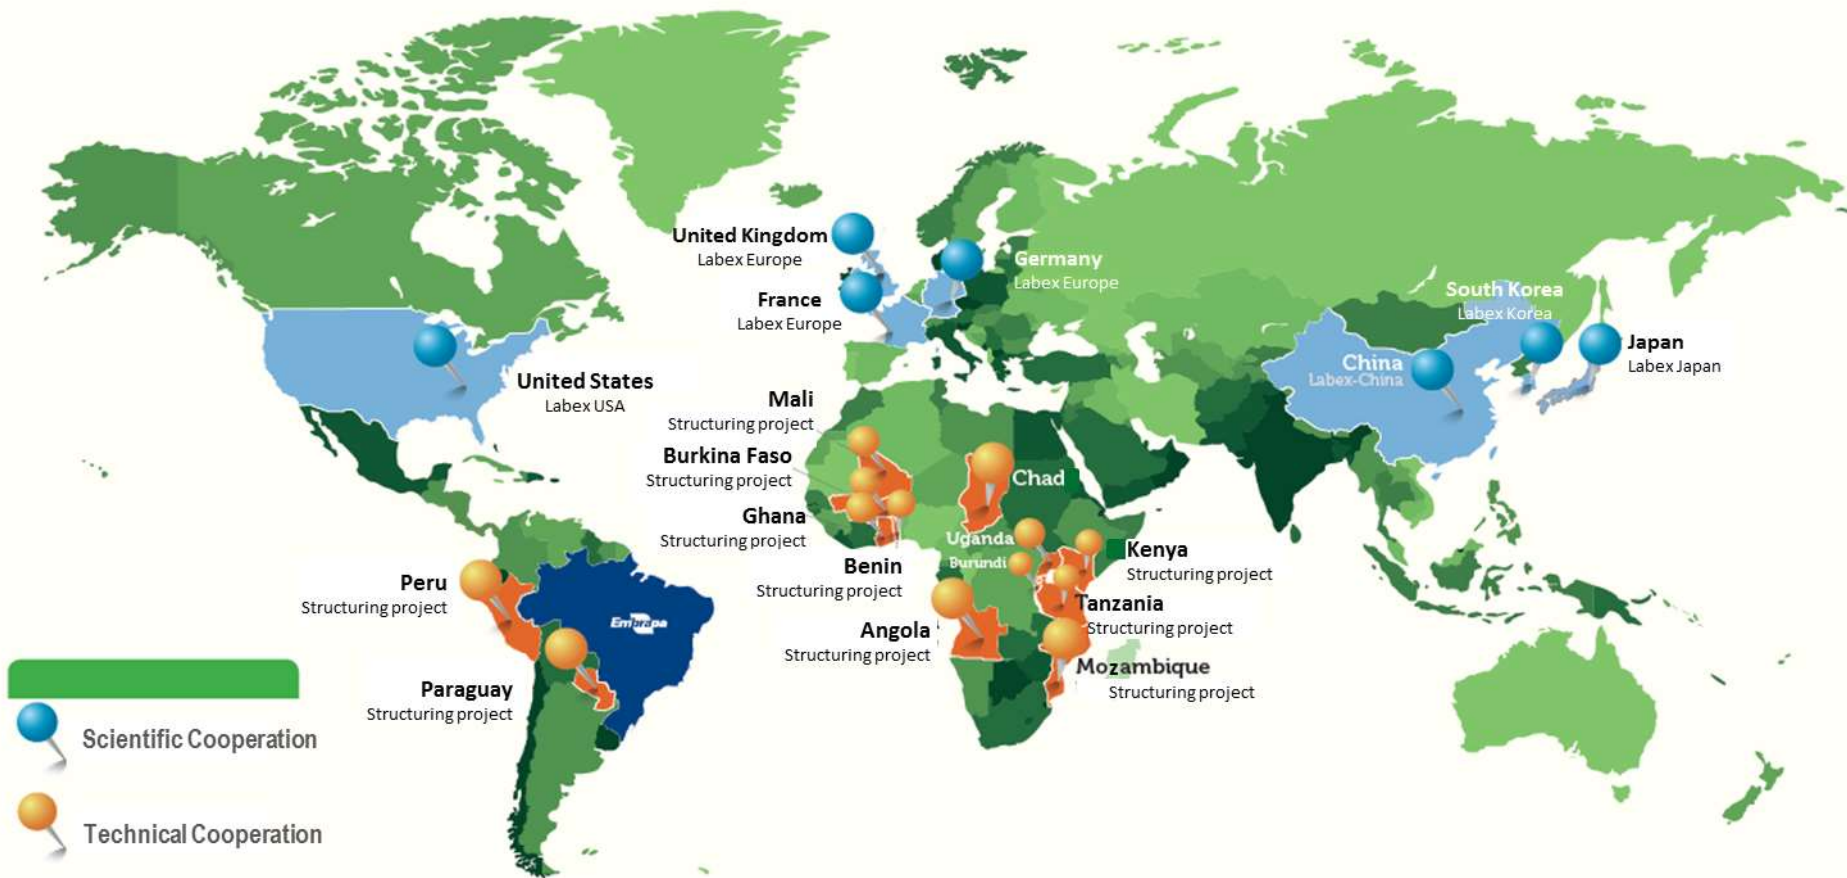 United Kingdom
Labex Europe
France
Labex Europe
Germany
Labex Europe
South Korea
Labex Korea
Japan
Labex Japan
China
Labex-China
United States
Labex USA
Mali
Structuring project
Burkina Faso
Structuring project
Ghana
Structuring project
Benin
Structuring project
Chad
Uganda
Burundi
Kenya
Structuring project
Tanzania
Structuring project
Angola
Structuring project
Mozambique
Structuring project
Peru
Structuring project
Embrapa
Paraguay
Structuring project
Scientific Cooperation
Technical Cooperation